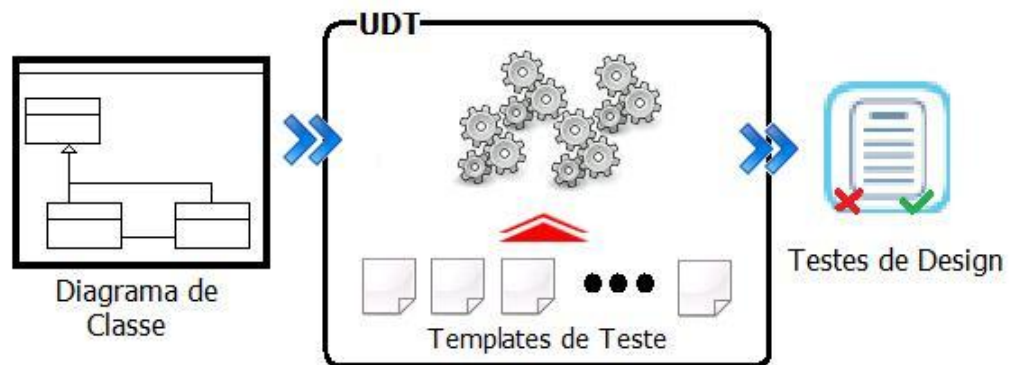 UDT
Diagrama de
Classe
Templates de Teste
Testes de Design